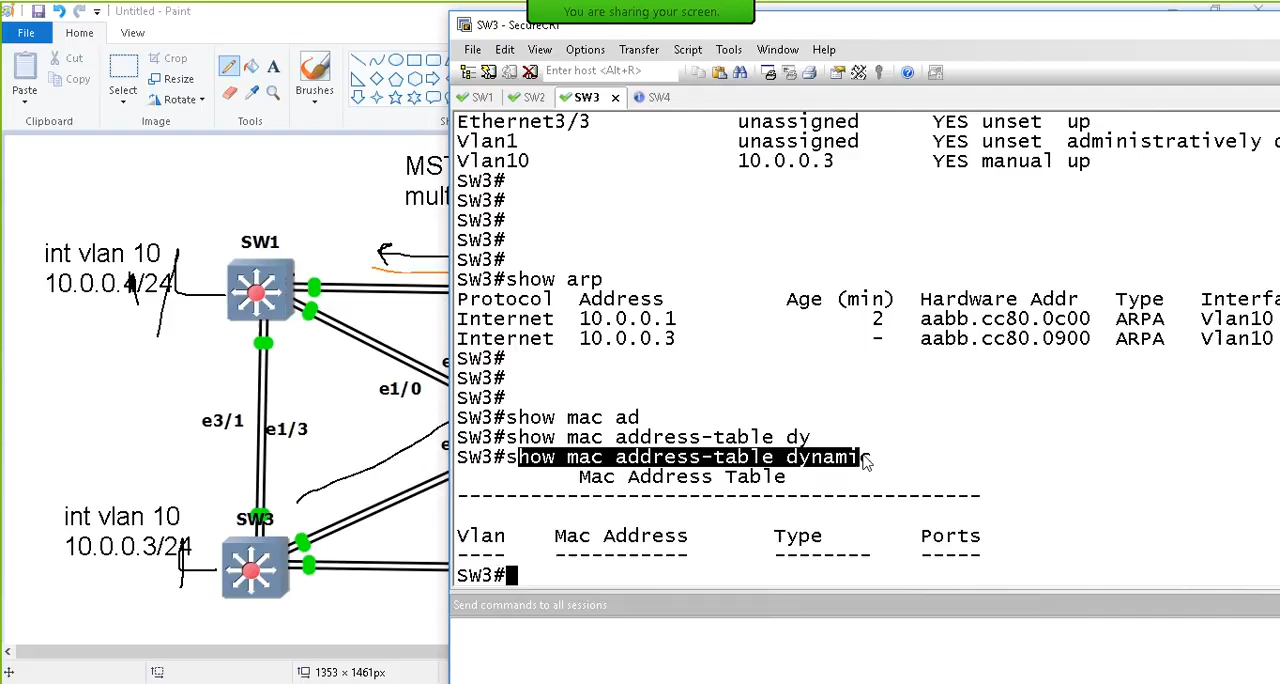 You are sharing your screen.
Untitled - Paint
File Home View
Paste
Cut
Copy
Clipboard
Select
Crop
Resize
Rotate
Image
A
Tools
Brushes
MST
mult
int vlan 10
10.0.0.4/24
SW1
e1/0
e3/1
e1/3
int vlan 10
10.0.0.3/24
SW3
1353 × 1461px
SW3 - SecureCRT
File Edit View Options Transfer Script Tools Window Help
Enter host <Alt+R>
SW1 SW2 SW3 × SW4
Ethernet3/3 unassigned YES unset up
Vlan1 unassigned YES unset administratively d
Vlan10 10.0.0.3 YES manual up
SW3#
SW3#
SW3#
SW3#
SW3#
SW3#show arp
Protocol Address Age (min) Hardware Addr Type Interfa
Internet 10.0.0.1 2 aabb.cc80.0c00 ARPA Vlan10
Internet 10.0.0.3 - aabb.cc80.0900 ARPA Vlan10
SW3#
SW3#
SW3#
SW3#show mac ad
SW3#show mac address-table dy
SW3#show mac address-table dynamic
Mac Address Table
-------------------------------------------
Vlan Mac Address Type Ports
---- ----------- -------- -----
SW3#
Send commands to all sessions